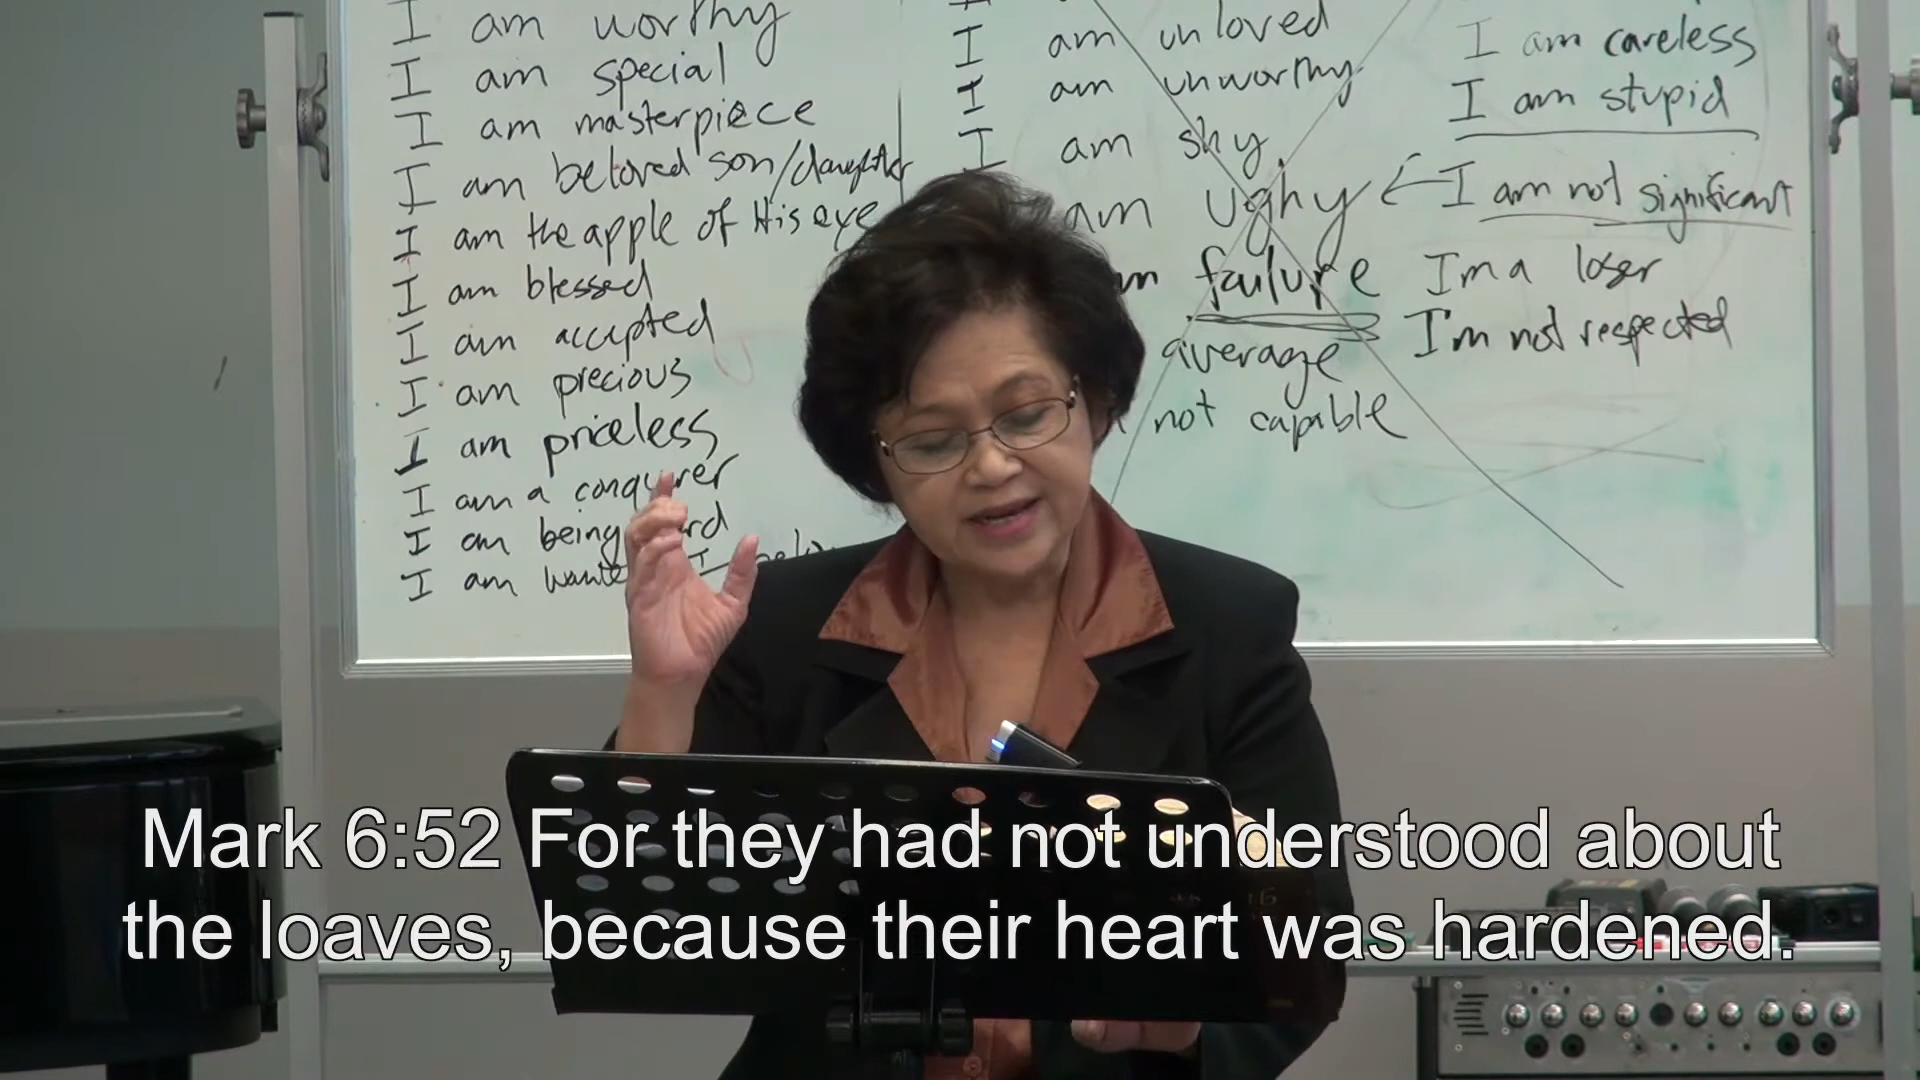 I am worthy
I am special
I am masterpiece
I am beloved son/daughter
I am the apple of His eye
I am blessed
I am accepted
I am precious
I am priceless
I am a conqurer
I am being
I am
I am unloved
I am unworthy
I am shy
am ughy
failure
average
not capable
I am careless
I am stupid
I am not significant
I'm a loser
I'm not respected
Mark 6:52 For they had not understood about
the loaves, because their heart was hardened.